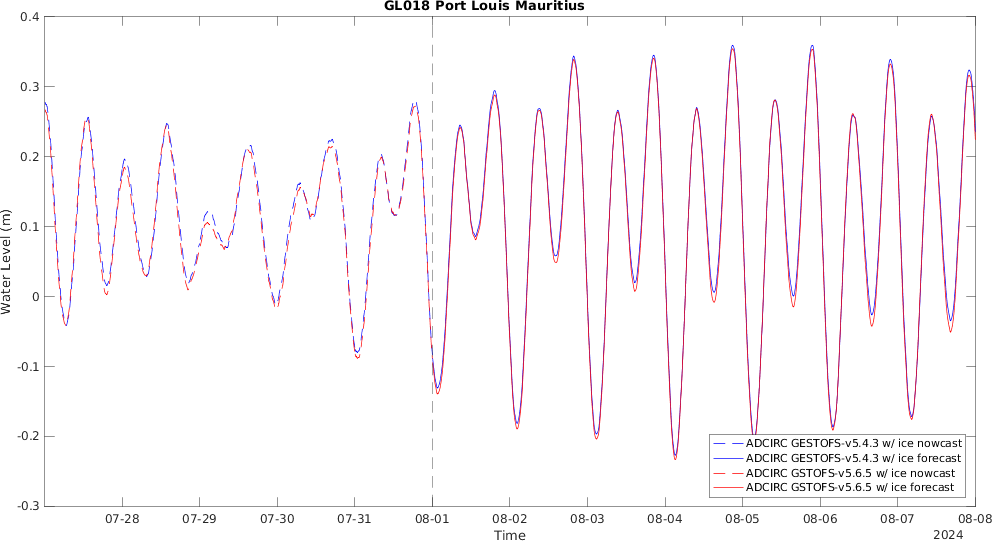 GL018 Port Louis Mauritius
0.4
0.3
0.2
0.1
0
-0.1
-0.2
-0.3
Water Level (m)
ADCIRC GESTOFS-v5.4.3 w/ ice nowcast
ADCIRC GESTOFS-v5.4.3 w/ ice forecast
ADCIRC GSTOFS-v5.6.5 w/ ice nowcast
ADCIRC GSTOFS-v5.6.5 w/ ice forecast
07-28 07-29 07-30 07-31 08-01 08-02 08-03 08-04 08-05 08-06 08-07 08-08
Time
2024